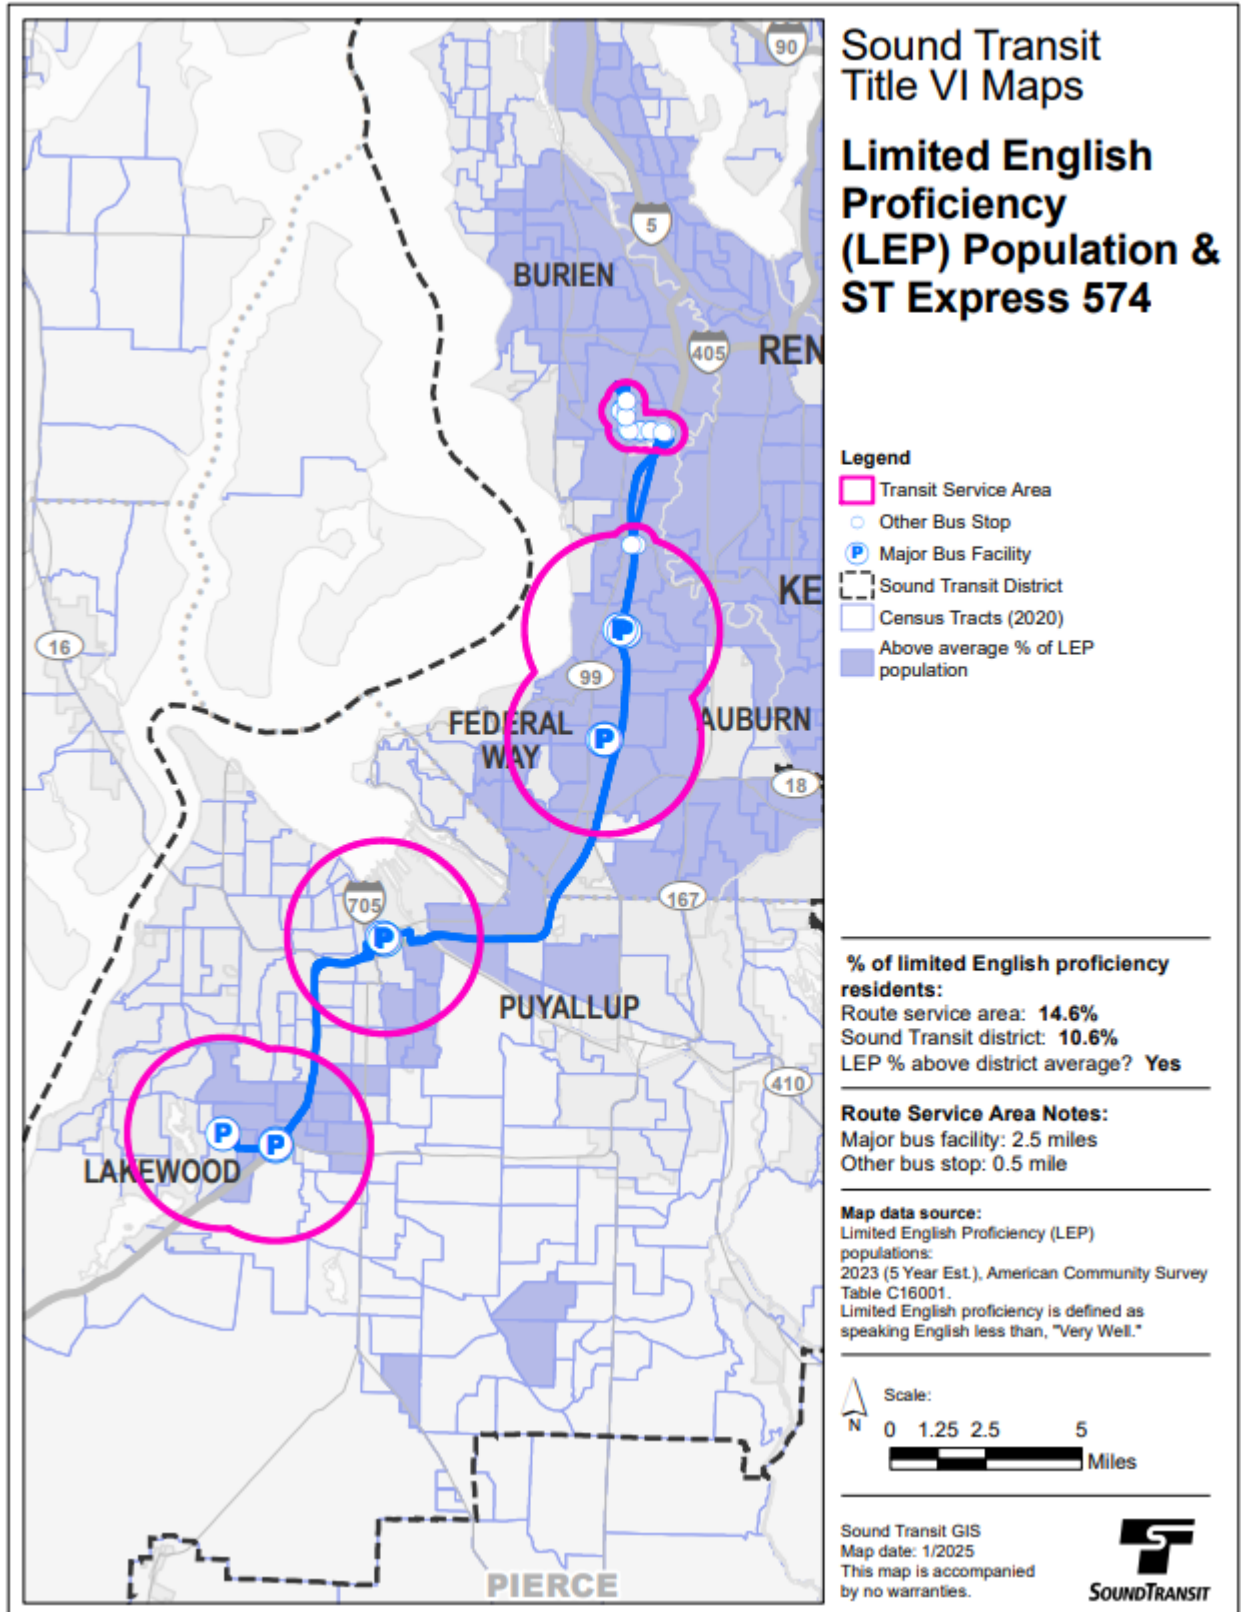 Sound Transit
Title VI Maps
Limited English
Proficiency
(LEP) Population &
ST Express 574
Legend
Transit Service Area
Other Bus Stop
P Major Bus Facility
Sound Transit District
Census Tracts (2020)
Above average % of LEP
population
% of limited English proficiency
residents:
Route service area: 14.6%
Sound Transit district: 10.6%
LEP % above district average? Yes
Route Service Area Notes:
Major bus facility: 2.5 miles
Other bus stop: 0.5 mile
Map data source:
Limited English Proficiency (LEP)
populations:
2023 (5 Year Est.), American Community Survey
Table C16001.
Limited English proficiency is defined as
speaking English less than, "Very Well."
N
Scale:
0 1.25 2.5 5
Miles
Sound Transit GIS
Map date: 1/2025
This map is accompanied
by no warranties.
SOUNDTRANSIT
90
5
BURIEN
405
REN
KE
16
P
99
FEDERAL
WAY
AUBURN
P
18
705
167
P
PUYALLUP
410
P
P
LAKEWOOD
PIERCE